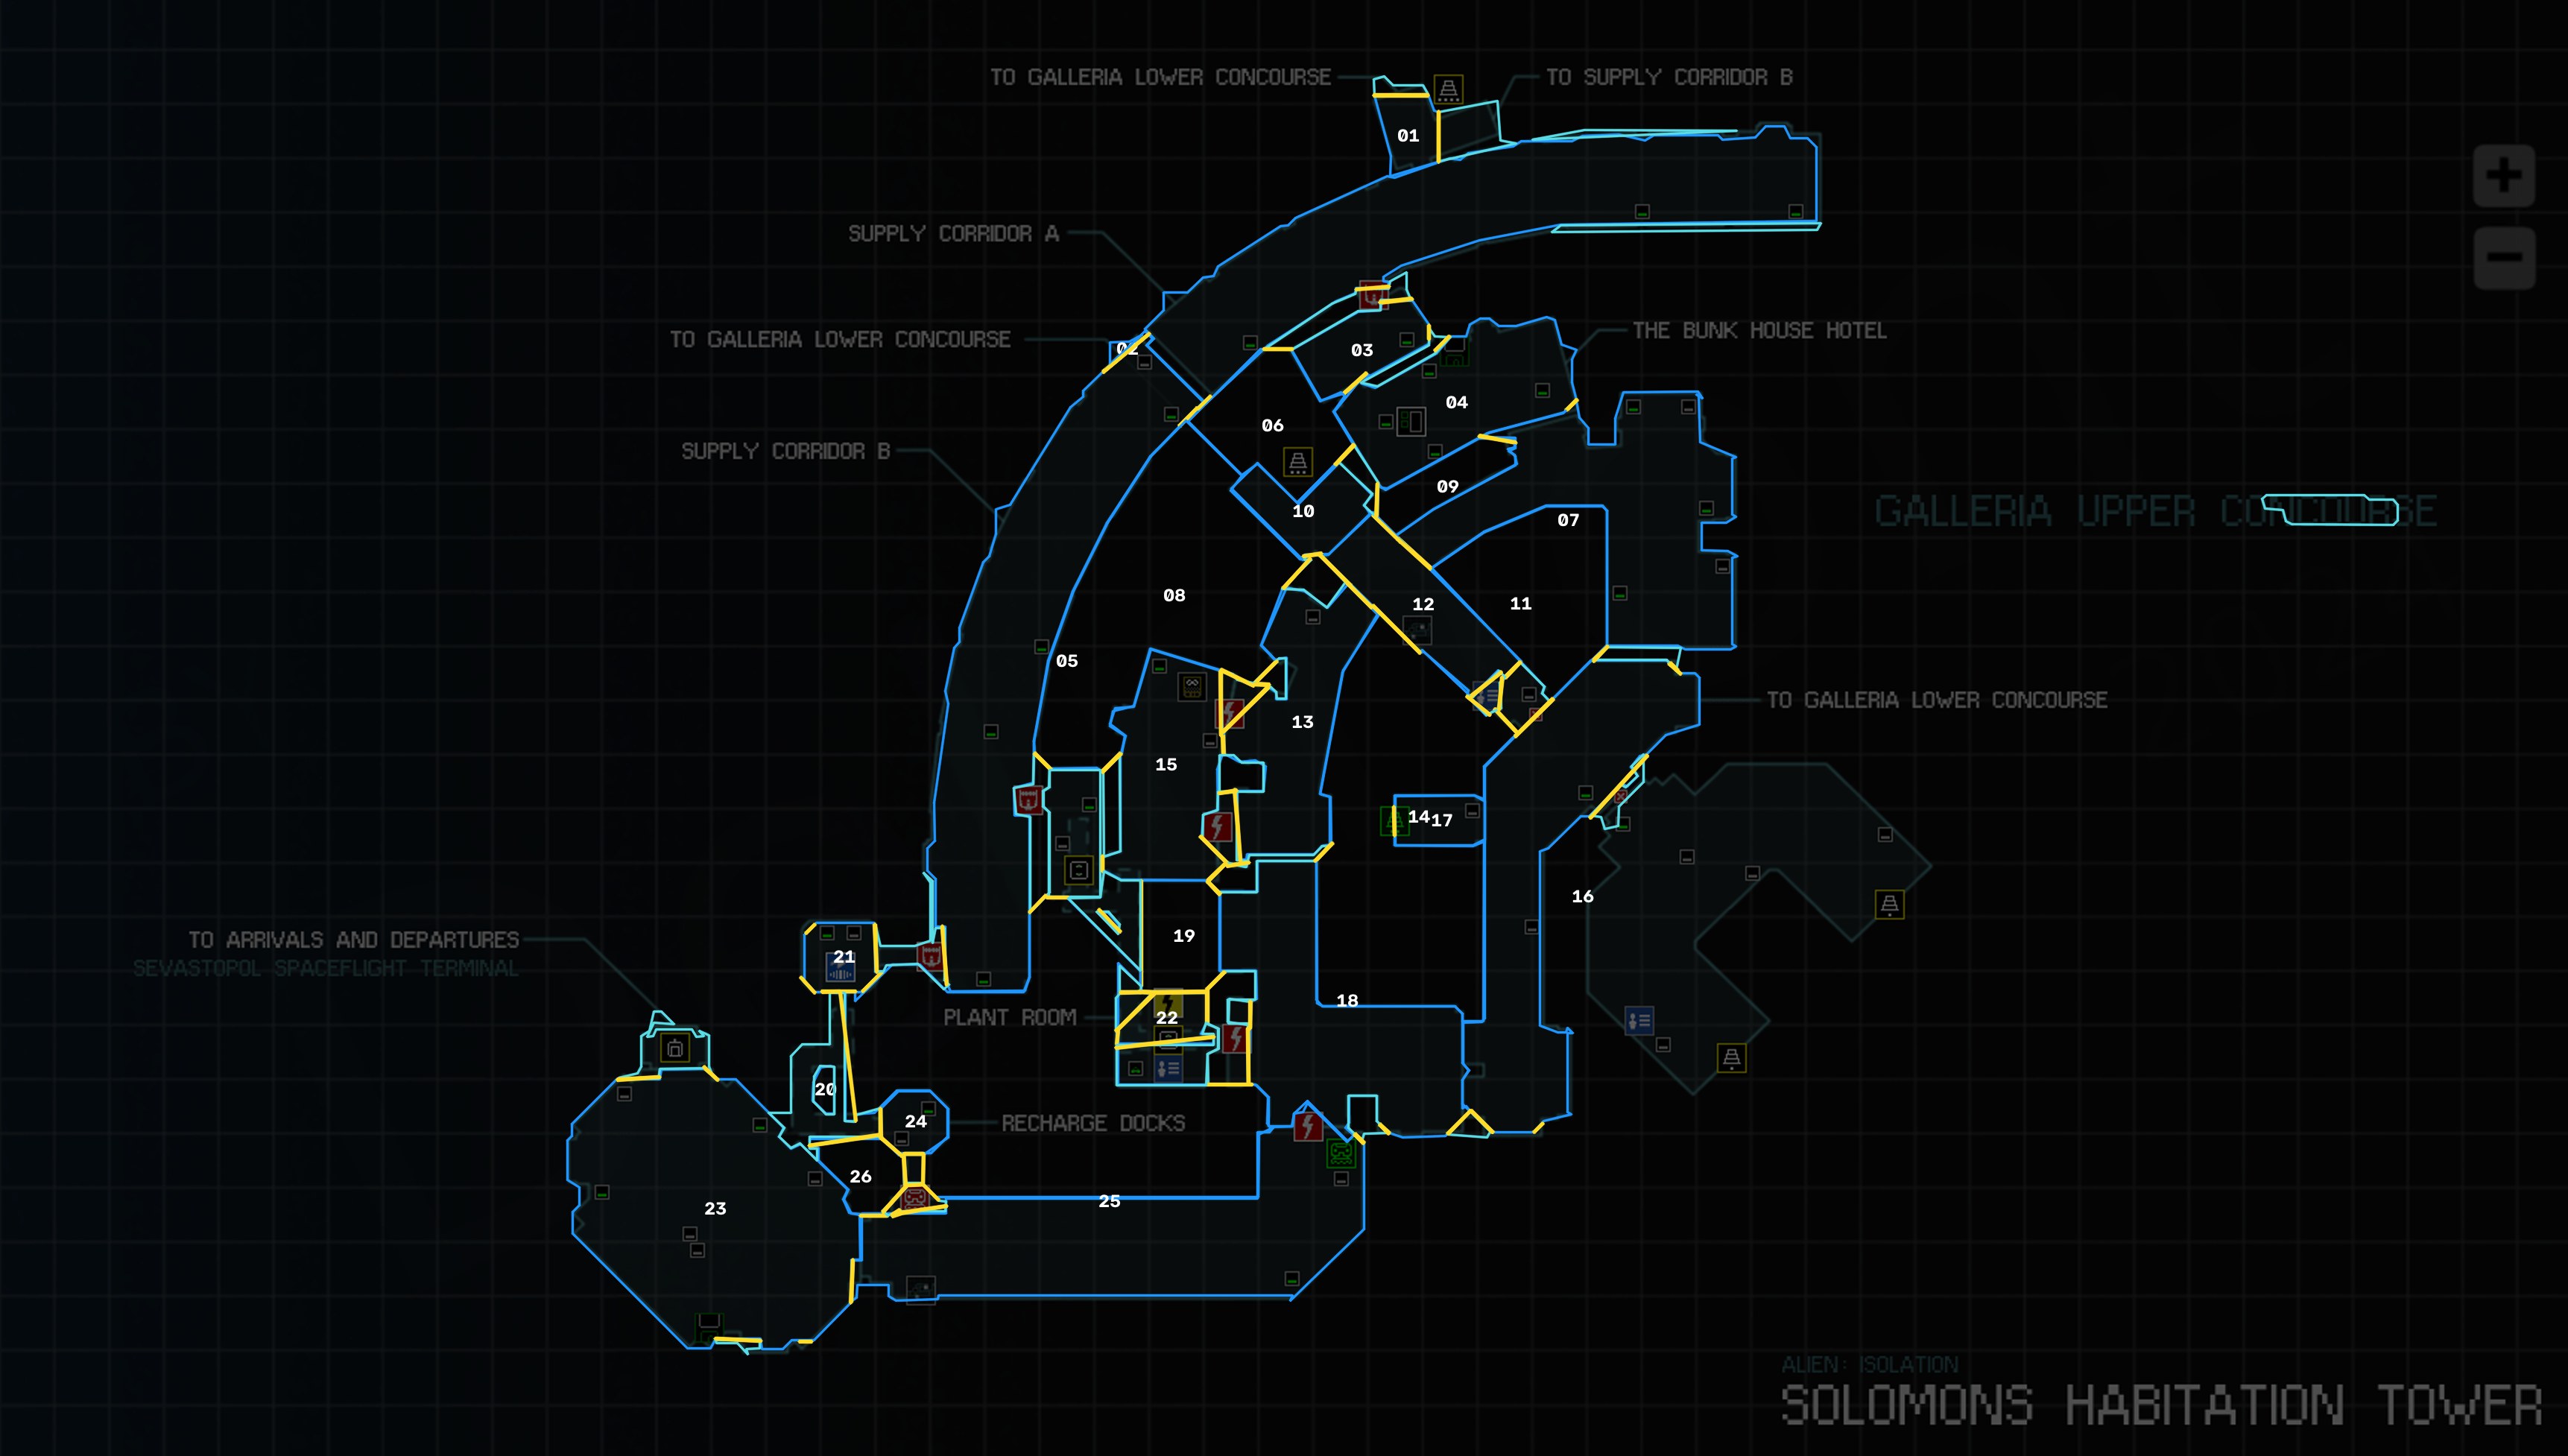 TO GALLERIA LOWER CONCOURSE
TO SUPPLY CORRIDOR B
01
SUPPLY CORRIDOR A
TO GALLERIA LOWER CONCOURSE
02
03
THE BUNK HOUSE HOTEL
04
06
SUPPLY CORRIDOR B
09
10
07
GALLERIA UPPER CONCOURSE
08
12
11
05
13
TO GALLERIA LOWER CONCOURSE
15
14
17
16
19
TO ARRIVALS AND DEPARTURES
SEVASTOPOL SPACEFLIGHT TERMINAL
21
18
PLANT ROOM
22
20
24
RECHARGE DOCKS
26
25
23
ALIEN: ISOLATION
SOLOMONS HABITATION TOWER